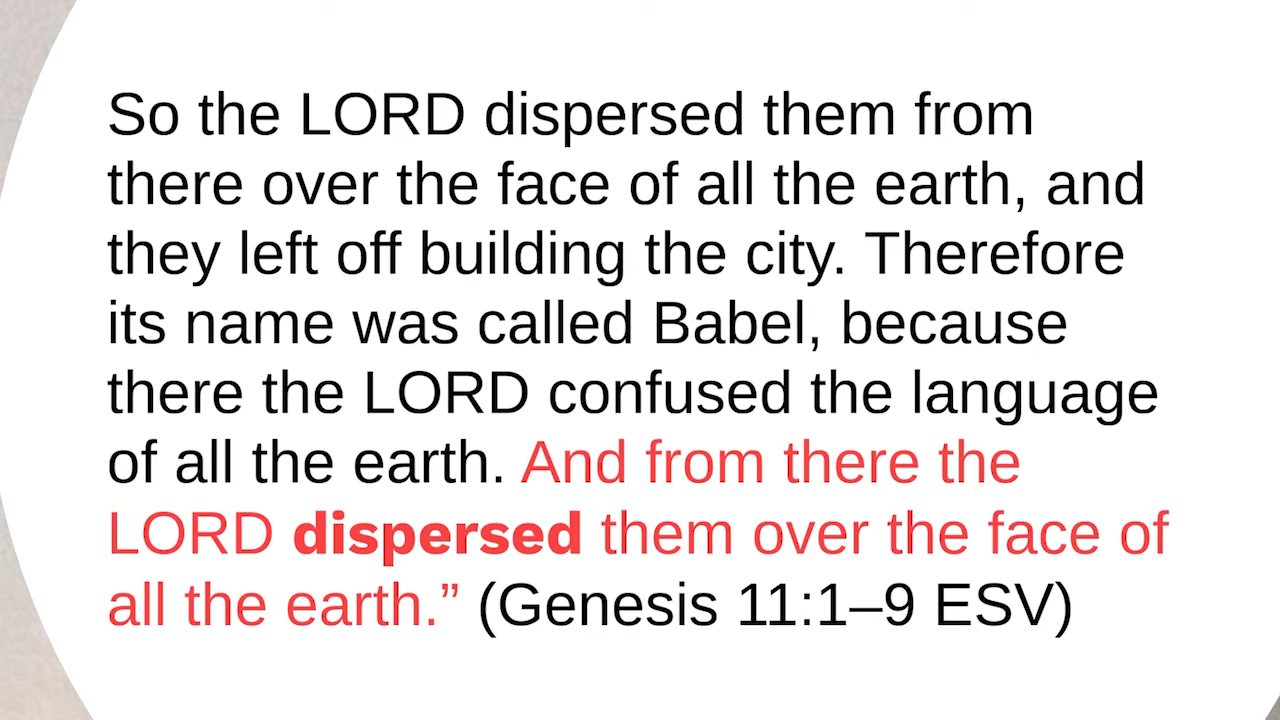 So the LORD dispersed them from
there over the face of all the earth, and
they left off building the city. Therefore
its name was called Babel, because
there the LORD confused the language
of all the earth. And from there the
LORD dispersed them over the face of
all the earth.” (Genesis 11:1–9 ESV)